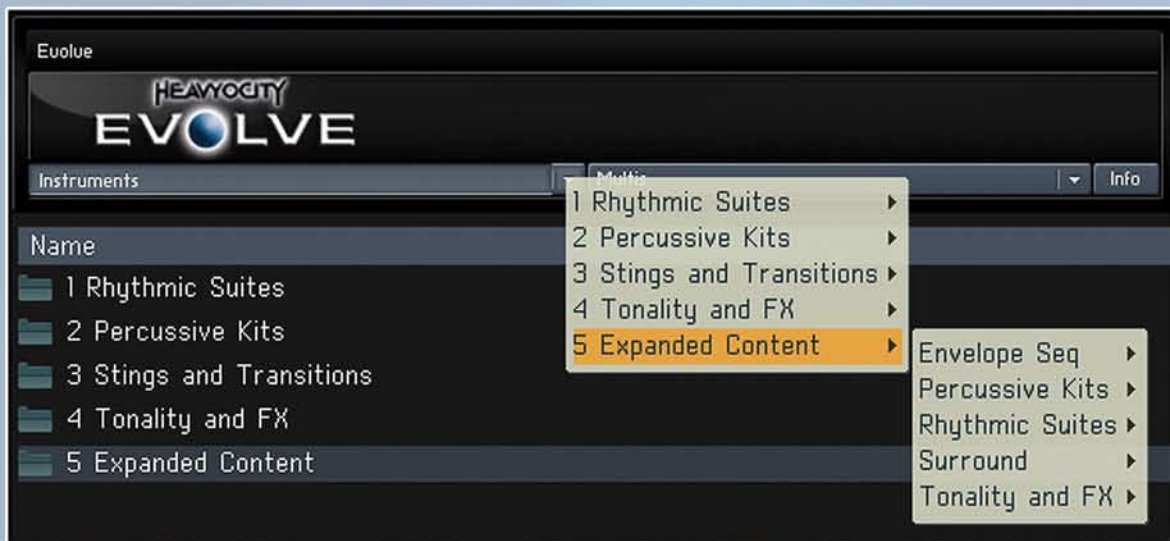 Evolve
HEAVYOCITY
EVOLVE
Instruments
Multis
Info
Name
1 Rhythmic Suites
2 Percussive Kits
3 Stings and Transitions
4 Tonality and FX
5 Expanded Content
1 Rhythmic Suites
2 Percussive Kits
3 Stings and Transitions
4 Tonality and FX
5 Expanded Content
Envelope Seq
Percussive Kits
Rhythmic Suites
Surround
Tonality and FX